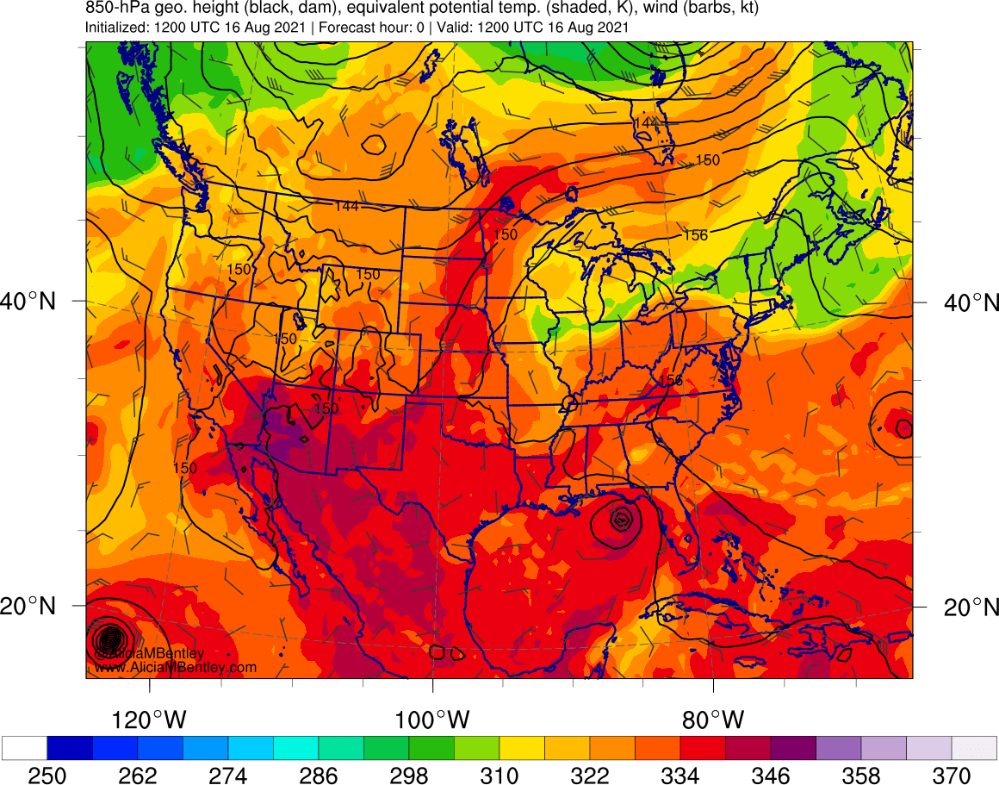 850-hPa geo. height (black, dam), equivalent potential temp. (shaded, K), wind (barbs, kt)
Initialized: 1200 UTC 16 Aug 2021 | Forecast hour: 0 | Valid: 1200 UTC 16 Aug 2021
144
150
144
150
156
150
150
40°N
40°N
150
156
150
150
20°N
20°N
©AliciaMBentley
www.AliciaMBentley.com
120°W 100°W 80°W
250 262 274 286 298 310 322 334 346 358 370